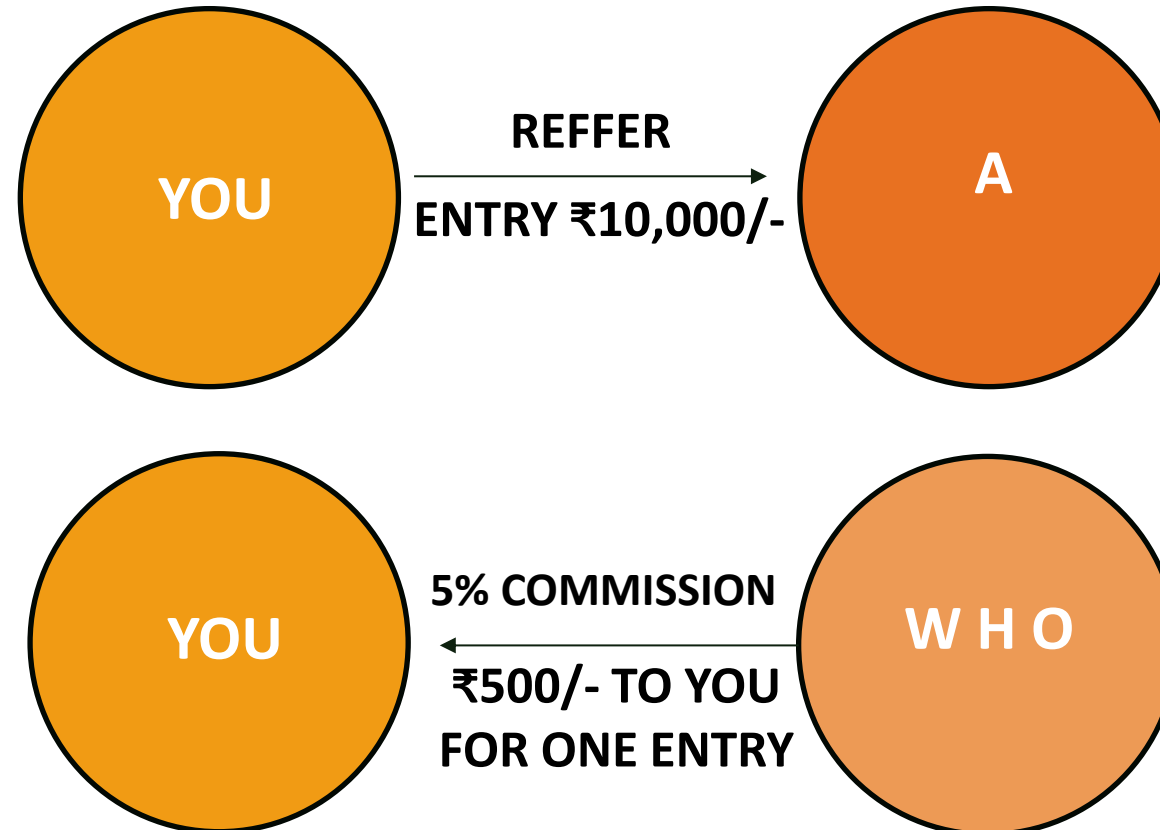 YOU
REFFER
ENTRY ₹10,000/-
A
YOU
5% COMMISSION
₹500/- TO YOU
FOR ONE ENTRY
W H O